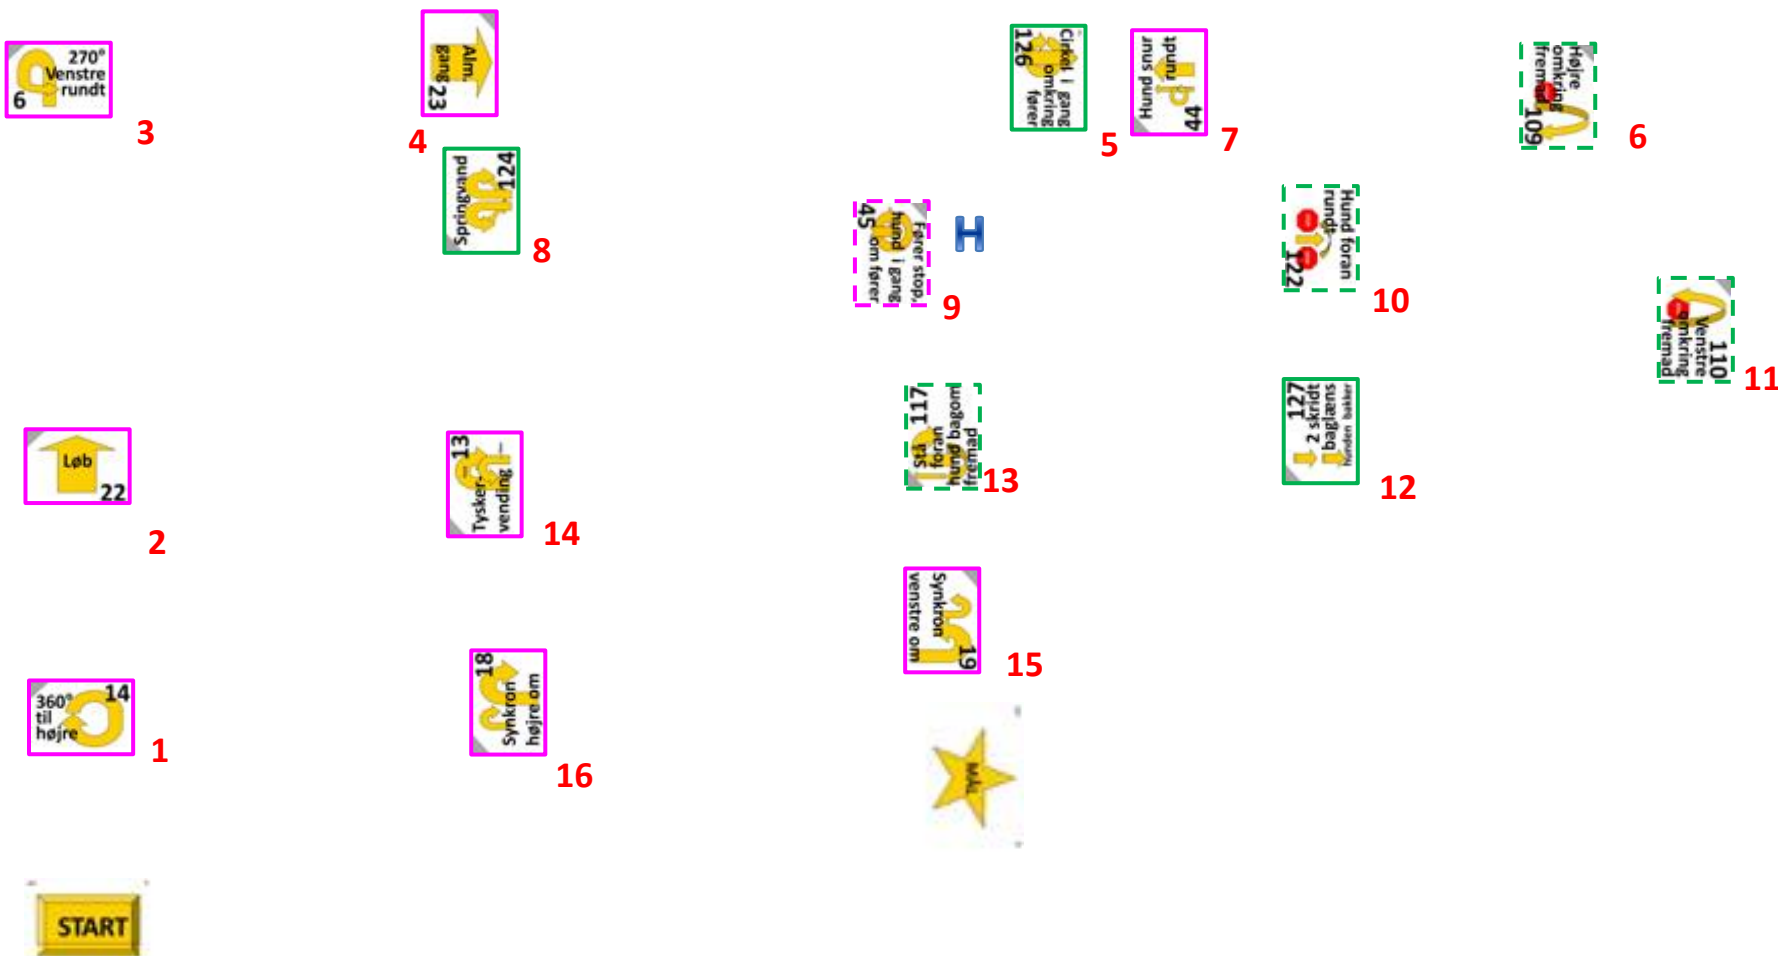 270°
Venstre
rundt
6
3
Alm.
gang
23
4
Cirkel i gang
omkring
fører
126
5
Hund snur
rundt
44
7
Højre
omkring
fremad
109
6
124
Springvand
8
Fører stop,
hund i gang
om fører
45
9
H
Hund foran
rundt
122
10
110
Venstre
omkring
fremad
11
Løb
22
2
13
Tysker-
vending
14
117
Stå
foran
hund bagom
fremad
13
127
2 skridt
baglæns
hunden bakker
12
360°
til
højre
14
1
18
Synkron
højre om
16
Synkron
venstre om
19
15
MÅL
START